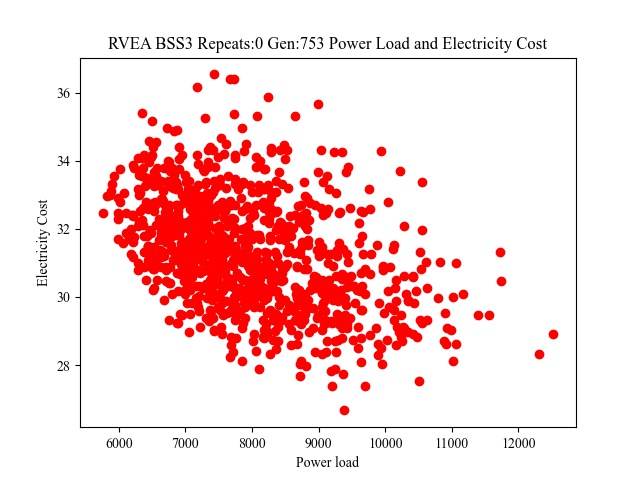 RVEA BSS3 Repeats:0 Gen:753 Power Load and Electricity Cost
36
34
32
30
28
Electricity Cost
6000 7000 8000 9000 10000 11000 12000
Power load